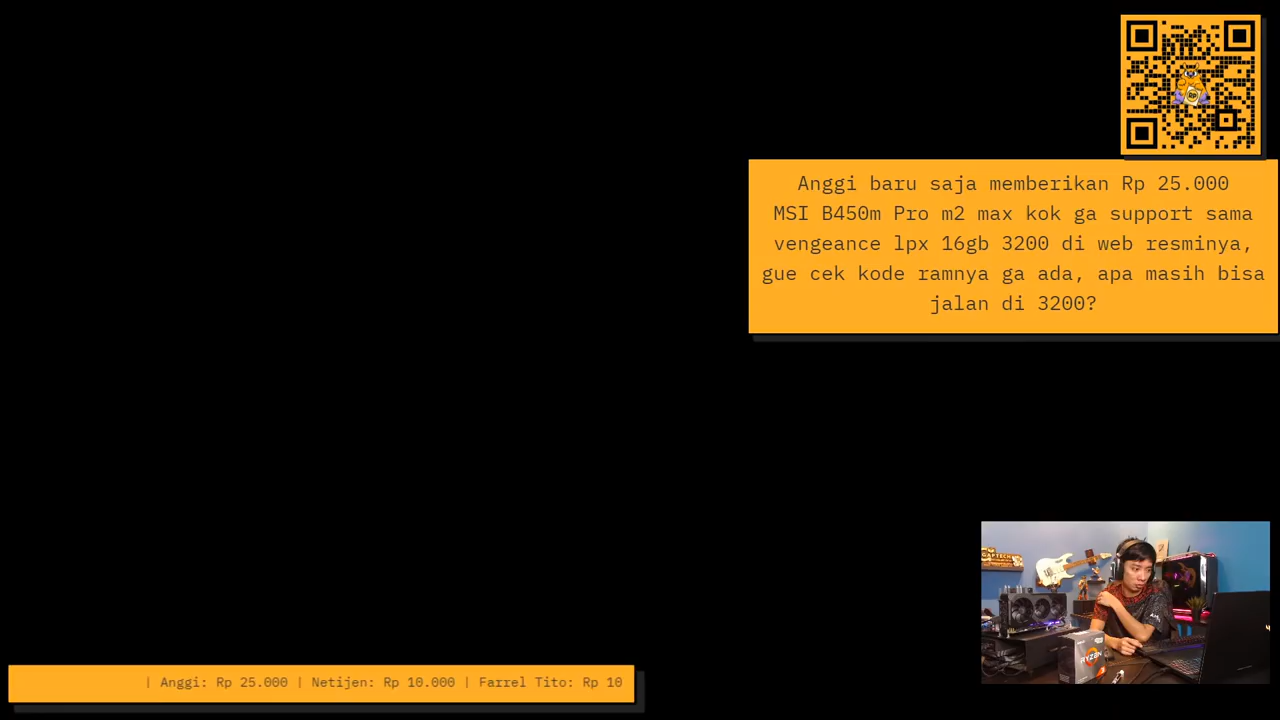 Anggi baru saja memberikan Rp 25.000
MSI B450m Pro m2 max kok ga support sama
vengeance lpx 16gb 3200 di web resminya,
gue cek kode ramnya ga ada, apa masih bisa
jalan di 3200?
GAPTECH
RYZEN
| Anggi: Rp 25.000 | Netijen: Rp 10.000 | Farrel Tito: Rp 10